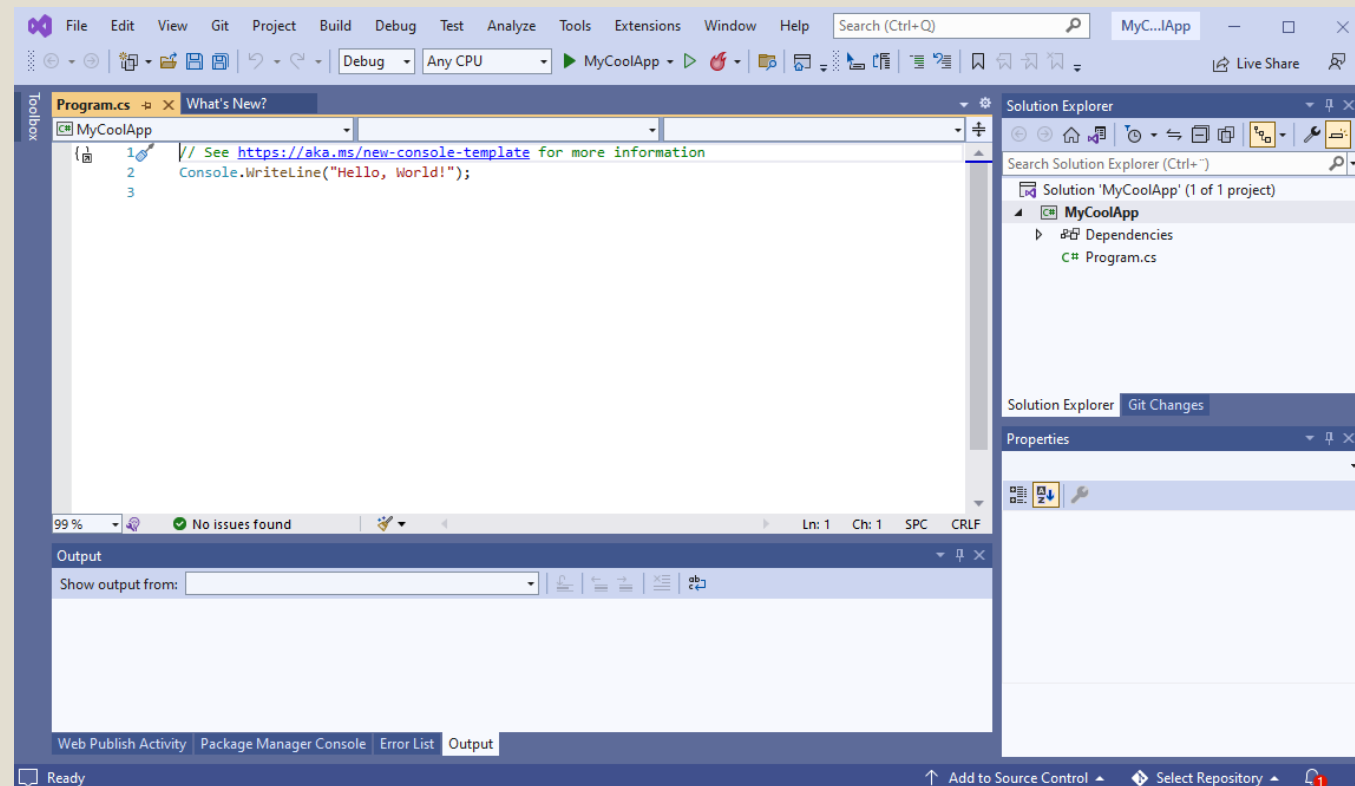 File Edit View Git Project Build Debug Test Analyze Tools Extensions Window Help Search (Ctrl+Q) MyC...lApp
Debug Any CPU MyCoolApp Live Share
Toolbox
Program.cs What's New?
MyCoolApp
1 // See https://aka.ms/new-console-template for more information
2 Console.WriteLine("Hello, World!");
3
99 % No issues found Ln: 1 Ch: 1 SPC CRLF
Output
Show output from:
Web Publish Activity Package Manager Console Error List Output
Solution Explorer
Search Solution Explorer (Ctrl+¨)
Solution 'MyCoolApp' (1 of 1 project)
C# MyCoolApp
Dependencies
C# Program.cs
Solution Explorer Git Changes
Properties
Ready Add to Source Control Select Repository 1